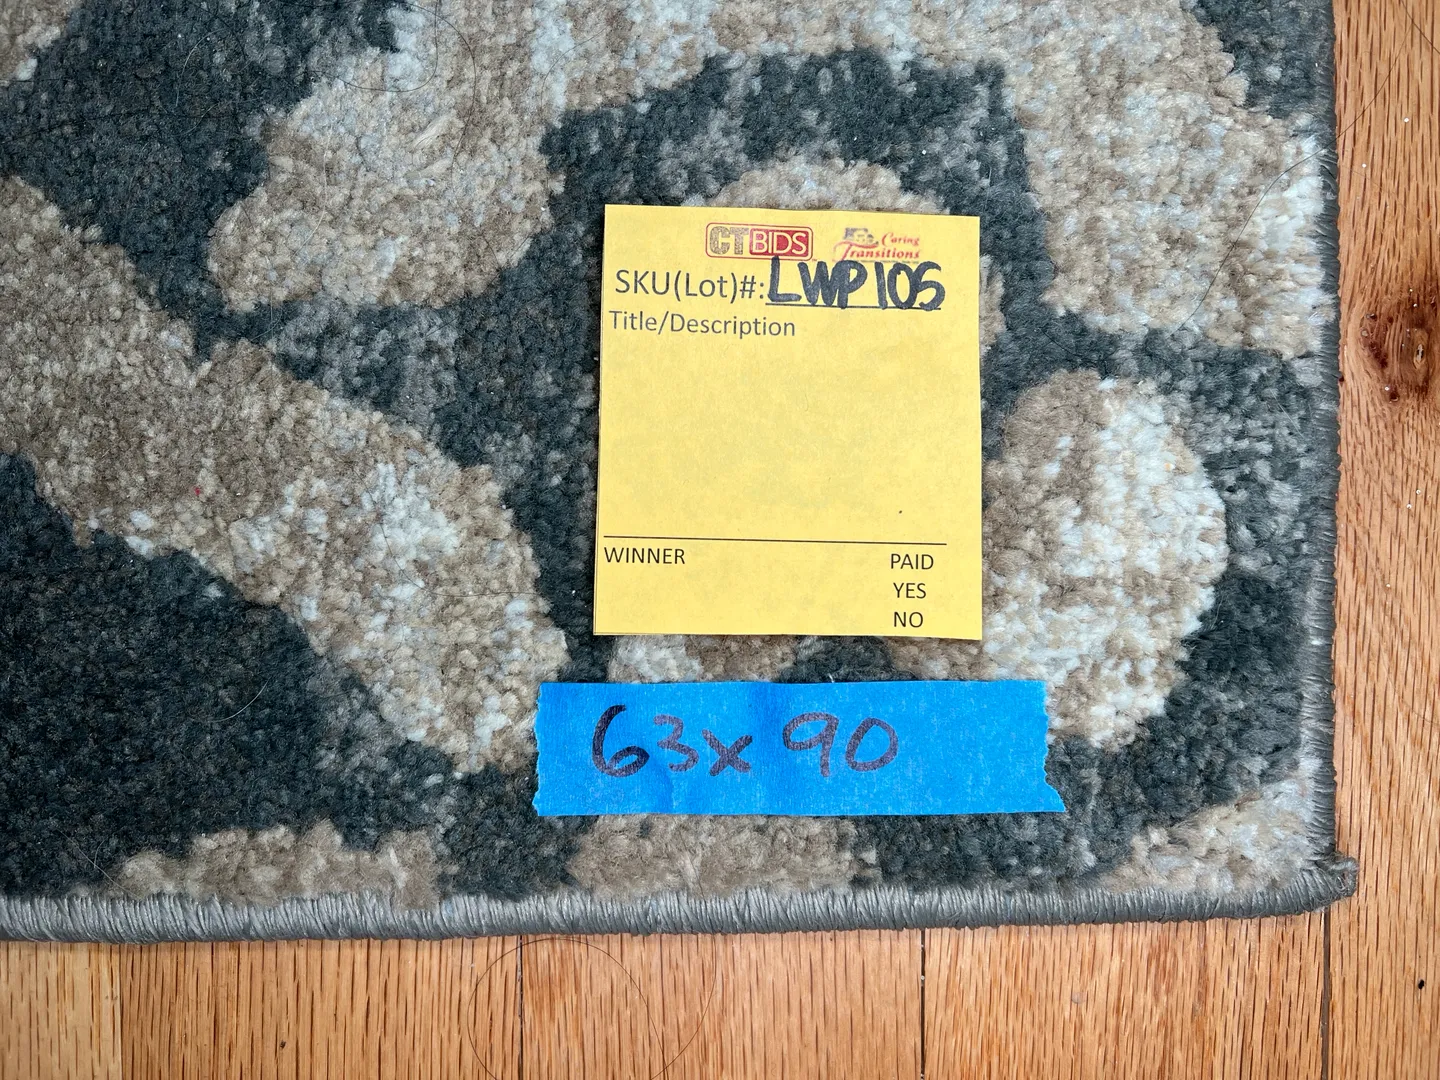 CTBIDS
Caring Transitions
SKU(Lot)#: LWP105
Title/Description
WINNER
PAID
YES
NO
63x90